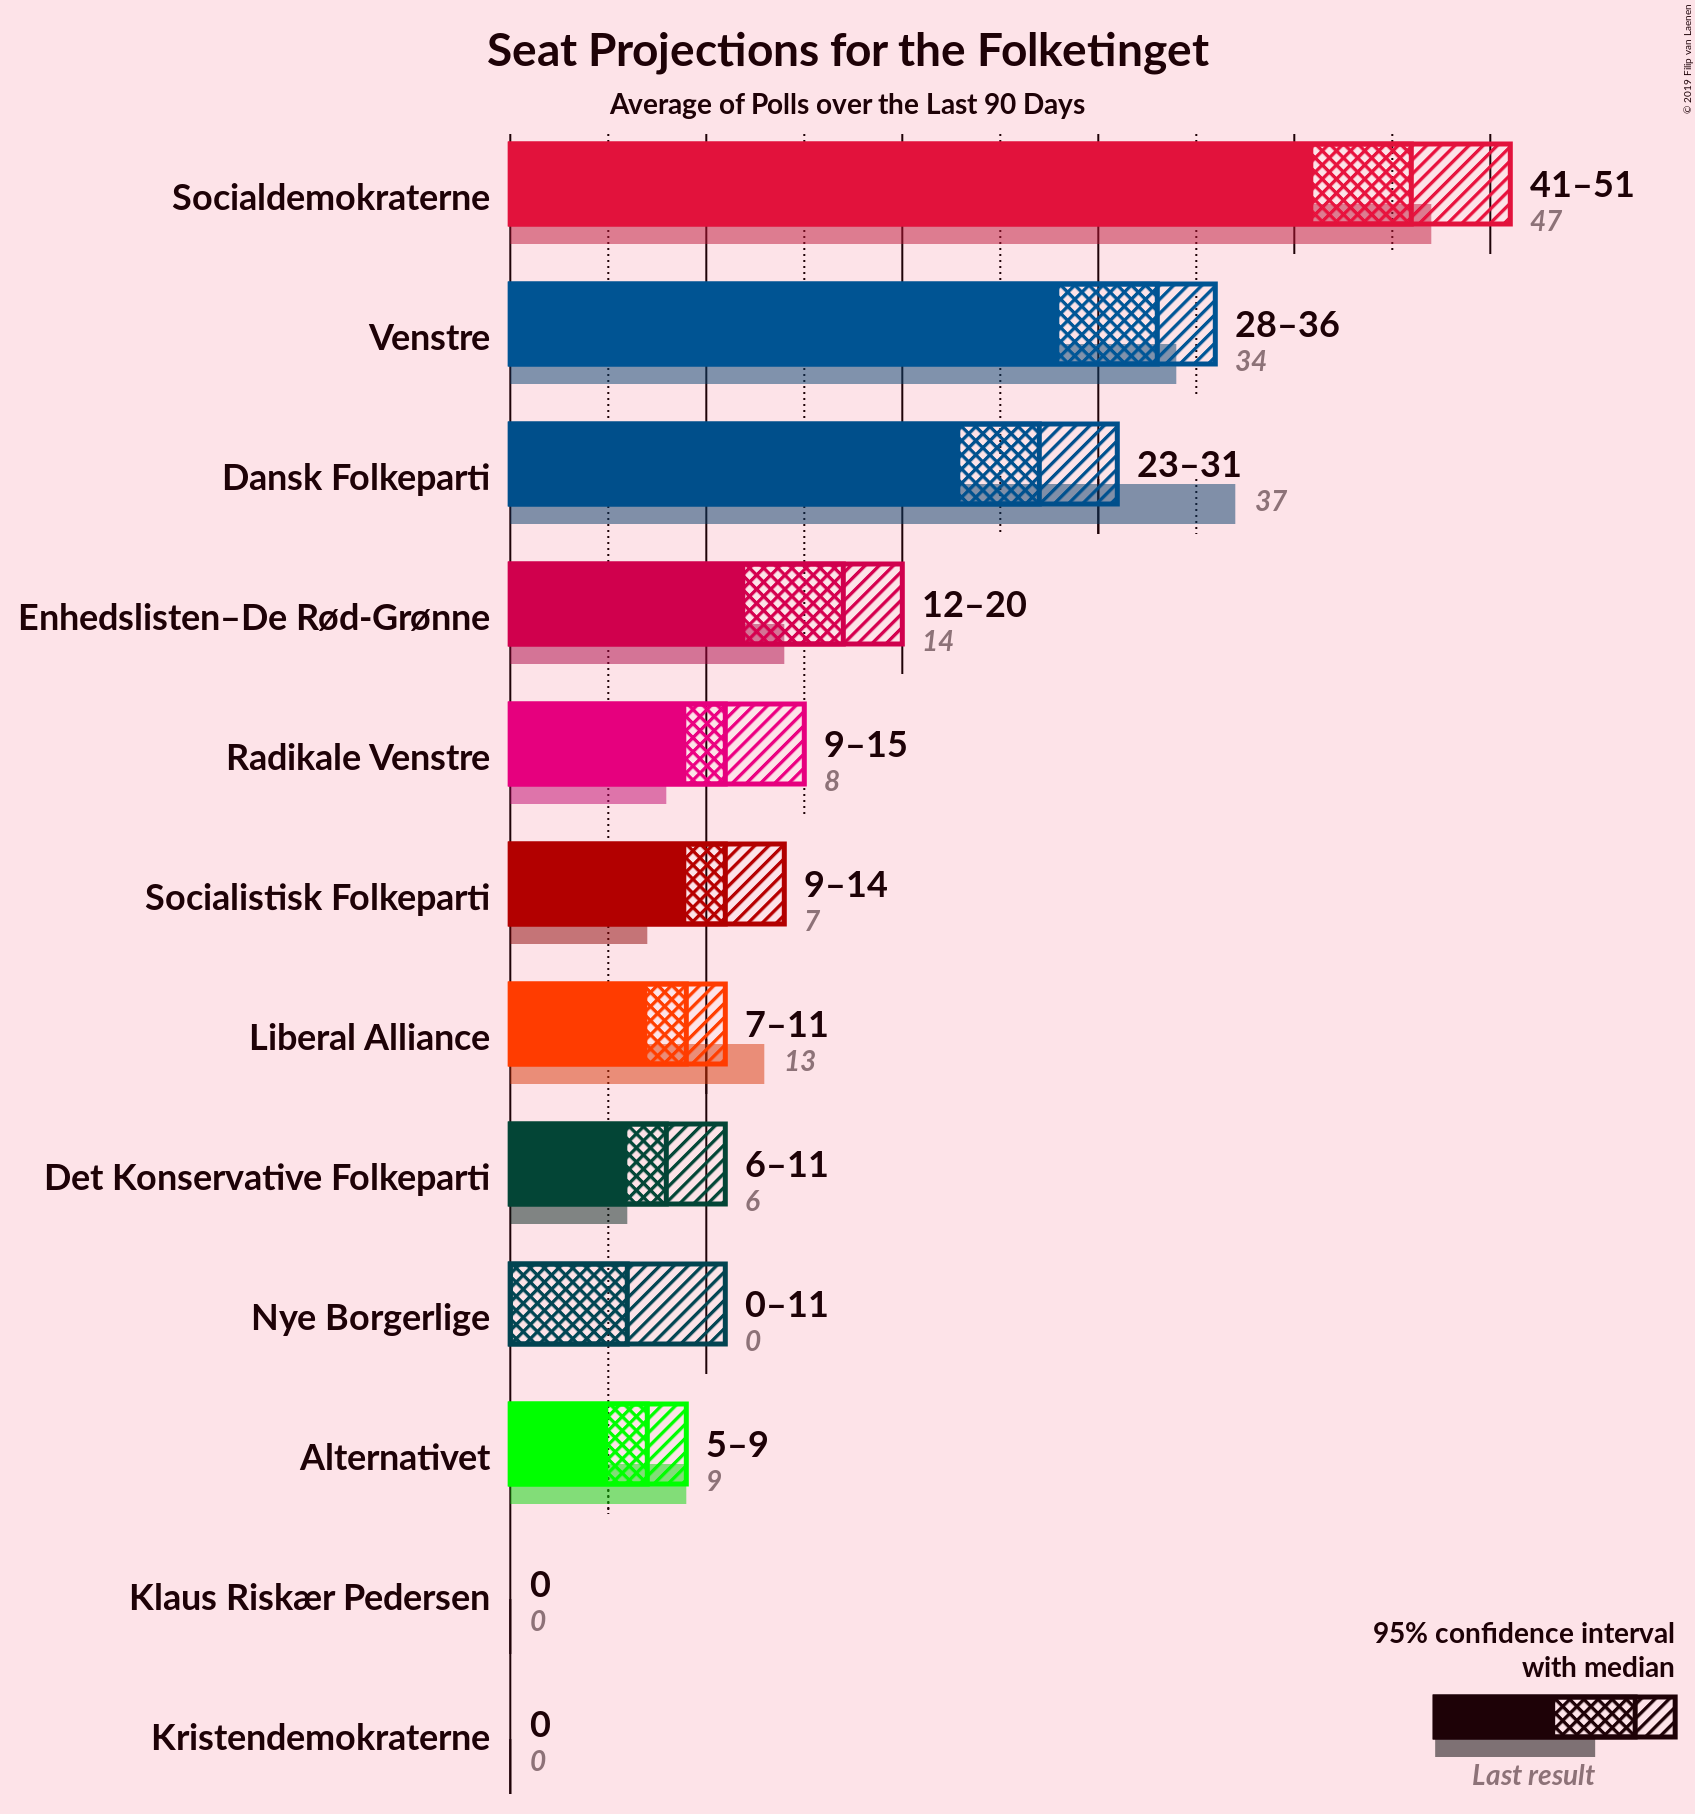 Seat Projections for the Folketinget
Average of Polls over the Last 90 Days
© 2019 Filip van Laenen
Socialdemokraterne
41–51
47
Venstre
28–36
34
Dansk Folkeparti
23–31
37
Enhedslisten–De Rød-Grønne
12–20
14
Radikale Venstre
9–15
8
Socialistisk Folkeparti
9–14
7
Liberal Alliance
7–11
13
Det Konservative Folkeparti
6–11
6
Nye Borgerlige
0–11
0
Alternativet
5–9
9
Klaus Riskær Pedersen
0
0
Kristendemokraterne
0
0
95% confidence interval
with median
Last result